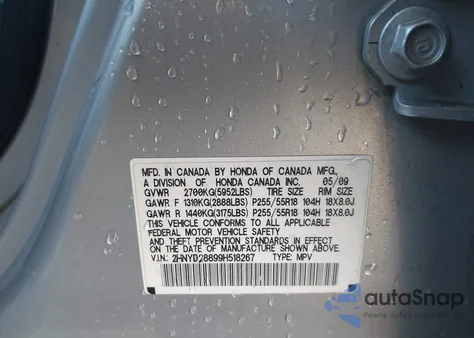 MFD. IN CANADA BY HONDA OF CANADA MFG.,
A DIVISION OF HONDA CANADA INC. 05/09
GVWR 2700KG(5952LBS) TIRE SIZE RIM SIZE
GAWR F 1310KG(2888LBS) P255/55R18 104H 18X8.0J
GAWR R 1440KG(3175LBS) P255/55R18 104H 18X8.0J
THIS VEHICLE CONFORMS TO ALL APPLICABLE
FEDERAL MOTOR VEHICLE SAFETY STANDARDS IN EFFECT
ON THE DATE OF MANUFACTURE SHOWN ABOVE.
V.I.N: 2HNYD28899H518267 TYPE: MPV
autoSnap